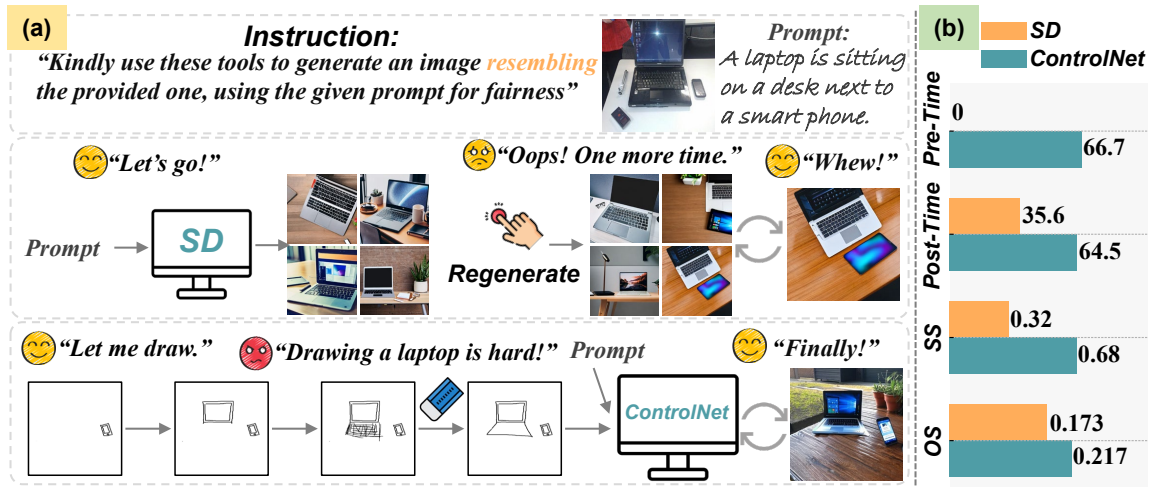 (a)
Instruction:
“Kindly use these tools to generate an image resembling
the provided one, using the given prompt for fairness”
Prompt:
A laptop is sitting
on a desk next to
a smart phone.
“Let’s go!”
“Oops! One more time.”
“Whew!”
Prompt
SD
Regenerate
“Let me draw.”
“Drawing a laptop is hard!”
Prompt
“Finally!”
ControlNet
(b)
SD
ControlNet
Pre-Time
0
66.7
Post-Time
35.6
64.5
SS
0.32
0.68
OS
0.173
0.217